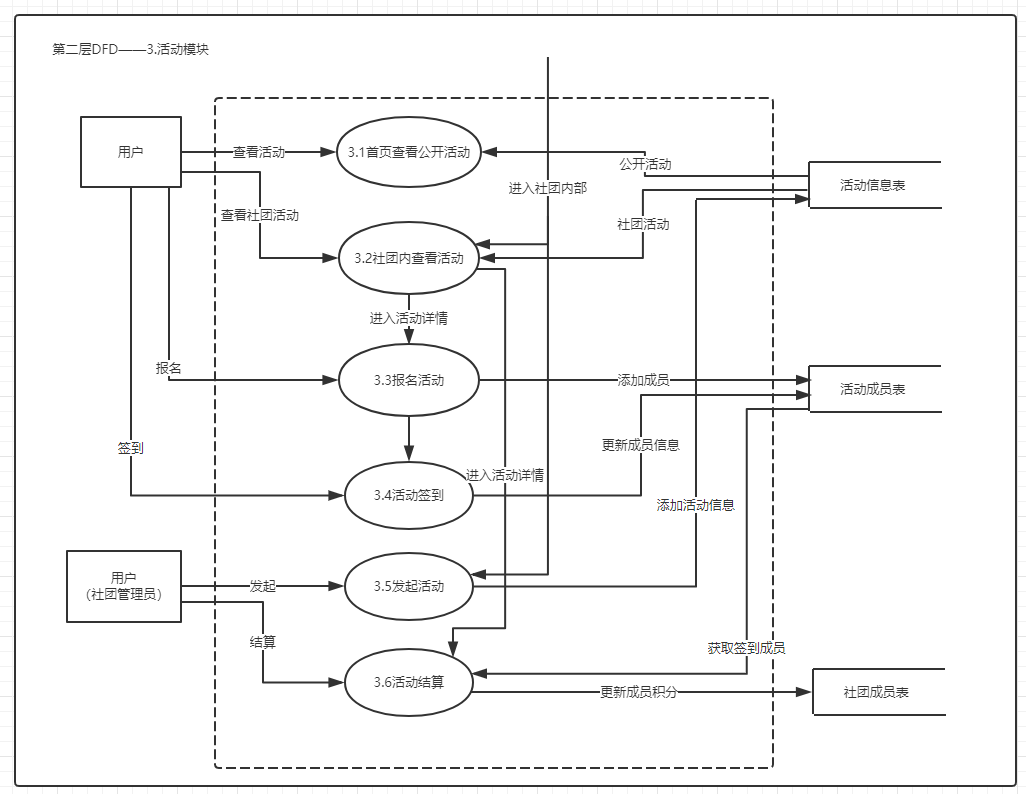 第二层DFD——3.活动模块
用户
查看活动
3.1首页查看公开活动
公开活动
进入社团内部
活动信息表
查看社团活动
社团活动
3.2社团内查看活动
进入活动详情
报名
3.3报名活动
添加成员
活动成员表
签到
更新成员信息
进入活动详情
3.4活动签到
添加活动信息
用户
（社团管理员）
发起
3.5发起活动
结算
获取签到成员
3.6活动结算
更新成员积分
社团成员表